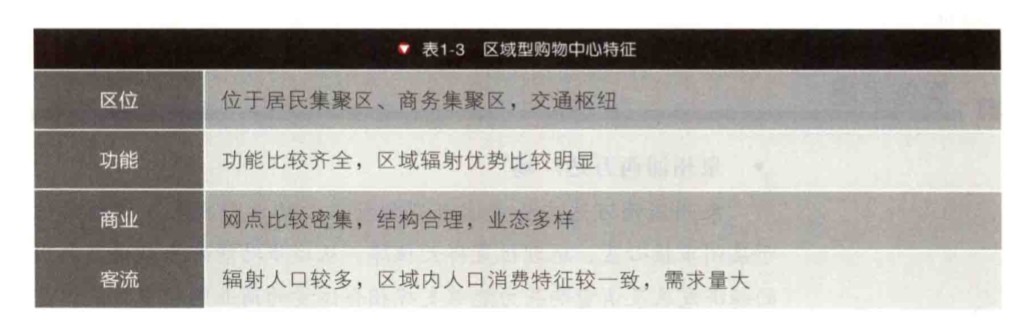 表1-3 区域型购物中心特征
区位 位于居民集聚区、商务集聚区，交通枢纽
功能 功能比较齐全，区域辐射优势比较明显
商业 网点比较密集，结构合理，业态多样
客流 辐射人口较多，区域内人口消费特征较一致，需求量大